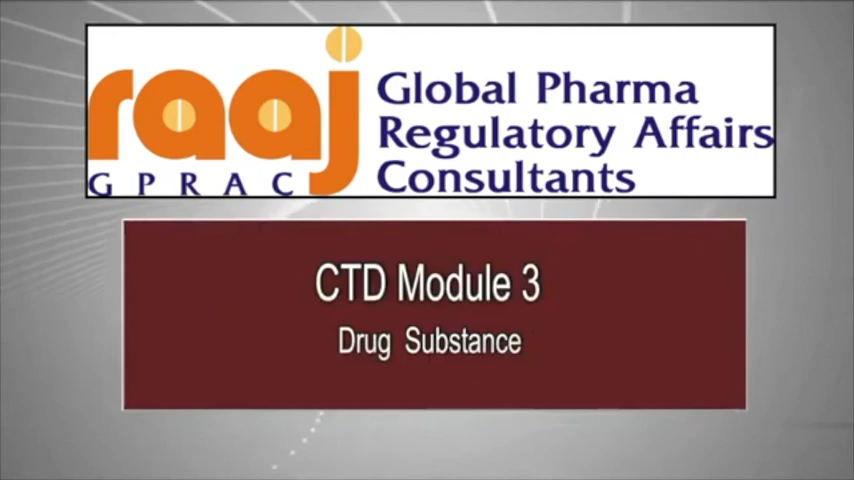 raaj
GPRAC
Global Pharma
Regulatory Affairs
Consultants
CTD Module 3
Drug Substance